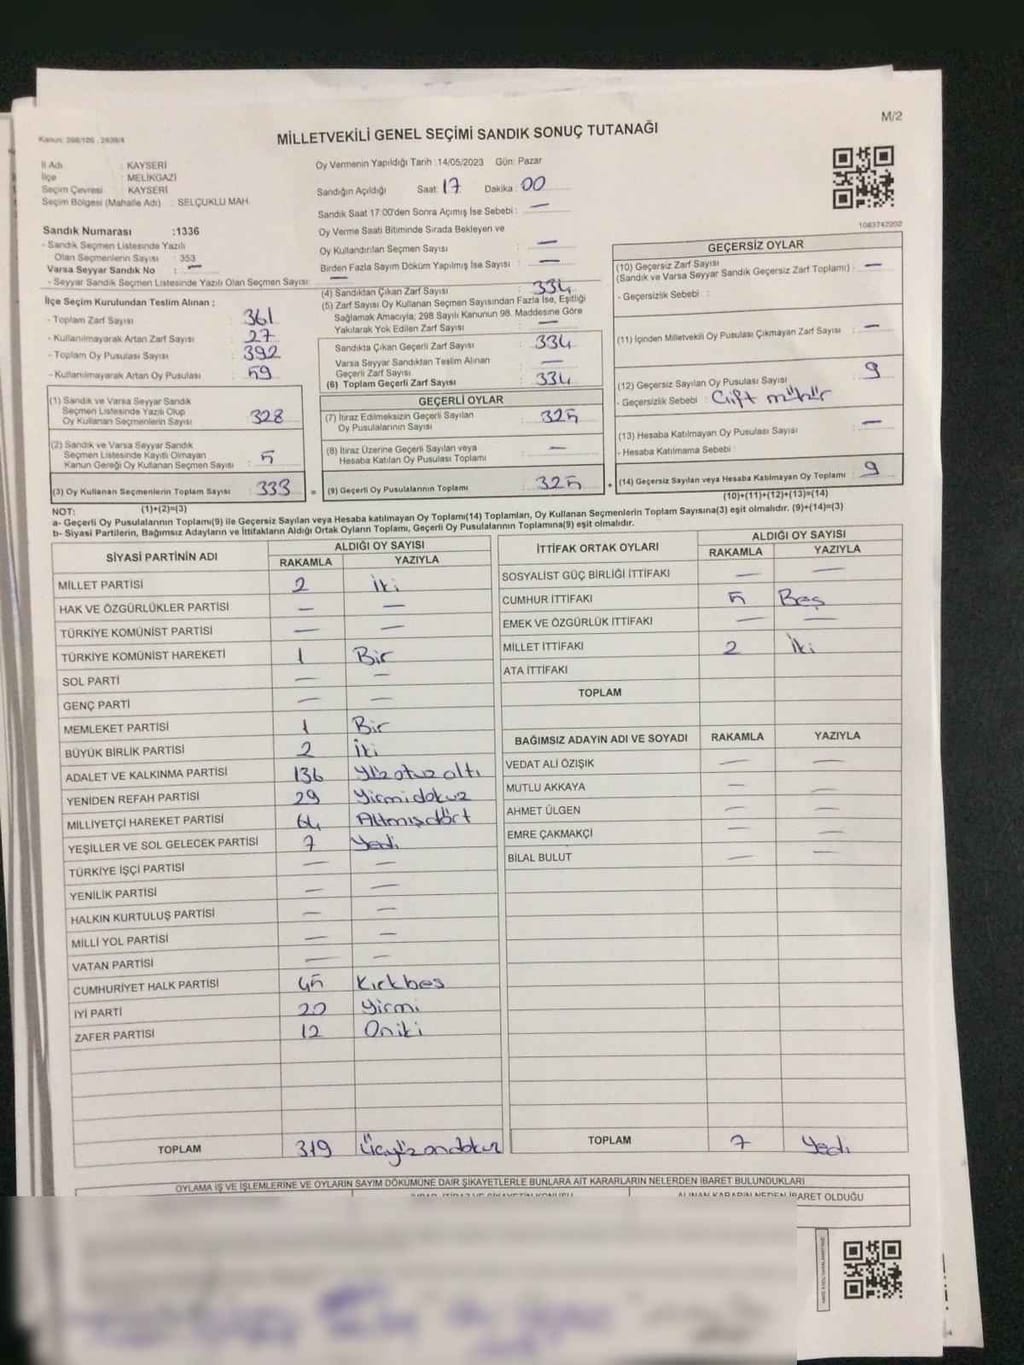 M/2
Kanun: 298/105 , 2839/4
MİLLETVEKİLİ GENEL SEÇİMİ SANDIK SONUÇ TUTANAĞI
İl Adı : KAYSERİ
İlçe : MELİKGAZİ
Seçim Çevresi : KAYSERİ
Seçim Bölgesi (Mahalle Adı) : SELÇUKLU MAH.
Sandık Numarası :1336
- Sandık Seçmen Listesinde Yazılı
Olan Seçmenlerin Sayısı : 353
Varsa Seyyar Sandık No : —
- Seyyar Sandık Seçmen Listesinde Yazılı Olan Seçmen Sayısı:
Oy Vermenin Yapıldığı Tarih :14/05/2023 Gün: Pazar
Sandığın Açıldığı Saat: 17 Dakika: 00
Sandık Saat 17:00'den Sonra Açımış İse Sebebi : —
Oy Verme Saati Bitiminde Sırada Bekleyen ve
Oy Kullandırılan Seçmen Sayısı —
Birden Fazla Sayım Döküm Yapılmış İse Sayısı —
1083742202
İlçe Seçim Kurulundan Teslim Alınan :
- Toplam Zarf Sayısı 361
- Kullanılmayarak Artan Zarf Sayısı 27
- Toplam Oy Pusulası Sayısı 392
- Kullanılmayarak Artan Oy Pusulası 59
(1) Sandık ve Varsa Seyyar Sandık
Seçmen Listesinde Yazılı Olup
Oy Kullanan Seçmenlerin Sayısı 328
(2) Sandık ve Varsa Seyyar Sandık
Seçmen Listesinde Kayıtlı Olmayan
Kanun Gereği Oy Kullanan Seçmen Sayısı 5
(3) Oy Kullanan Seçmenlerin Toplam Sayısı 333
(1)+(2)=(3)
(4) Sandıktan Çıkan Zarf Sayısı 334
(5) Zarf Sayısı Oy Kullanan Seçmen Sayısından Fazla İse, Eşitliği
Sağlamak Amacıyla; 298 Sayılı Kanunun 98. Maddesine Göre
Yakılarak Yok Edilen Zarf Sayısı —
Sandıkta Çıkan Geçerli Zarf Sayısı 334
Varsa Seyyar Sandıktan Teslim Alınan
Geçerli Zarf Sayısı —
(6) Toplam Geçerli Zarf Sayısı 334
GEÇERLİ OYLAR
(7) İtiraz Edilmeksizin Geçerli Sayılan
Oy Pusulalarının Sayısı 325
(8) İtiraz Üzerine Geçerli Sayılan veya
Hesaba Katılan Oy Pusulası Toplamı —
= (9) Geçerli Oy Pusulalarının Toplamı 325 +
GEÇERSİZ OYLAR
(10) Geçersiz Zarf Sayısı
(Sandık ve Varsa Seyyar Sandık Geçersiz Zarf Toplamı) : —
- Geçersizlik Sebebi :
(11) İçinden Milletvekili Oy Pusulası Çıkmayan Zarf Sayısı : —
(12) Geçersiz Sayılan Oy Pusulası Sayısı : 9
- Geçersizlik Sebebi : Çift mühür
(13) Hesaba Katılmayan Oy Pusulası Sayısı : —
- Hesaba Katılmama Sebebi :
(14) Geçersiz Sayılan veya Hesaba Katılmayan Oy Toplamı : 9
(10)+(11)+(12)+(13)=(14)
NOT:
a- Geçerli Oy Pusulalarının Toplamı(9) ile Geçersiz Sayılan veya Hesaba katılmayan Oy Toplamı(14) Toplamları, Oy Kullanan Seçmenlerin Toplam Sayısına(3) eşit olmalıdır. (9)+(14)=(3)
b- Siyasi Partilerin, Bağımsız Adayların ve İttifakların Aldığı Ortak Oyların Toplamı, Geçerli Oy Pusulalarının Toplamına(9) eşit olmalıdır.
SİYASİ PARTİNİN ADI ALDIĞI OY SAYISI
RAKAMLA YAZIYLA
MİLLET PARTİSİ 2 İki
HAK VE ÖZGÜRLÜKLER PARTİSİ — —
TÜRKİYE KOMÜNİST PARTİSİ — —
TÜRKİYE KOMÜNİST HAREKETİ 1 Bir
SOL PARTİ — —
GENÇ PARTİ — —
MEMLEKET PARTİSİ 1 Bir
BÜYÜK BİRLİK PARTİSİ 2 İki
ADALET VE KALKINMA PARTİSİ 136 Yüzotuzaltı
YENİDEN REFAH PARTİSİ 29 Yirmidokuz
MİLLİYETÇİ HAREKET PARTİSİ 64 Altmışdört
YEŞİLLER VE SOL GELECEK PARTİSİ 7 Yedi
TÜRKİYE İŞÇİ PARTİSİ — —
YENİLİK PARTİSİ — —
HALKIN KURTULUŞ PARTİSİ — —
MİLLİ YOL PARTİSİ — —
VATAN PARTİSİ — —
CUMHURİYET HALK PARTİSİ 45 Kırkbeş
İYİ PARTİ 20 Yirmi
ZAFER PARTİSİ 12 Oniki
TOPLAM 319 Üçyüzondokuz
İTTİFAK ORTAK OYLARI ALDIĞI OY SAYISI
RAKAMLA YAZIYLA
SOSYALİST GÜÇ BİRLİĞİ İTTİFAKI — —
CUMHUR İTTİFAKI 5 Beş
EMEK VE ÖZGÜRLÜK İTTİFAKI — —
MİLLET İTTİFAKI 2 İki
ATA İTTİFAKI
TOPLAM
BAĞIMSIZ ADAYIN ADI VE SOYADI RAKAMLA YAZIYLA
VEDAT ALİ ÖZIŞIK — —
MUTLU AKKAYA — —
AHMET ÜLGEN — —
EMRE ÇAKMAKÇİ — —
BİLAL BULUT — —
TOPLAM 7 Yedi
OYLAMA İŞ VE İŞLEMLERİNE VE OYLARIN SAYIM DÖKÜMÜNE DAİR ŞİKAYETLERLE BUNLARA AİT KARARLARIN NELERDEN İBARET BULUNDUKLARI
ALINAN KARARIN NEDEN İBARET OLDUĞU